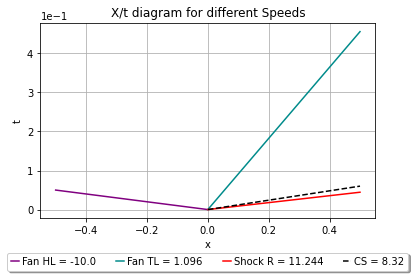 X/t diagram for different Speeds
1e−1
4
3
2
1
0
t
−0.4 −0.2 0.0 0.2 0.4
x
Fan HL = -10.0 Fan TL = 1.096 Shock R = 11.244 CS = 8.32